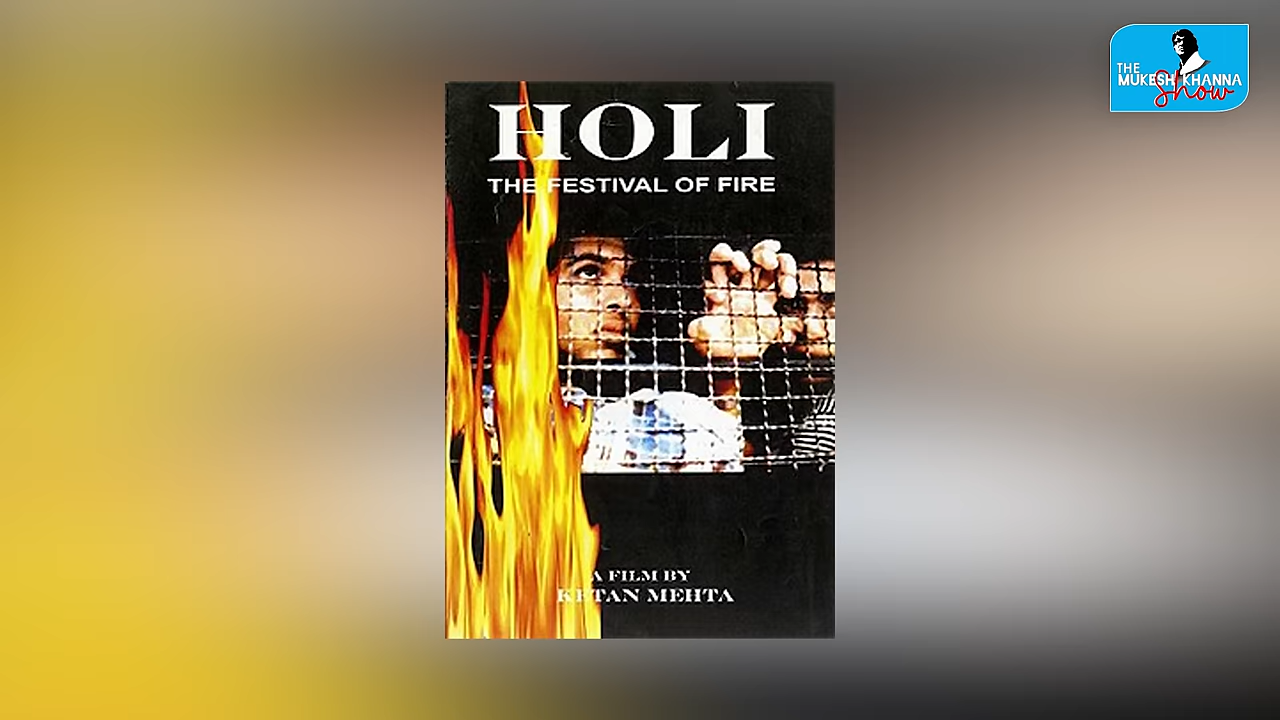 THE
MUKESH KHANNA
Show
HOLI
THE FESTIVAL OF FIRE
A FILM BY
KETAN MEHTA